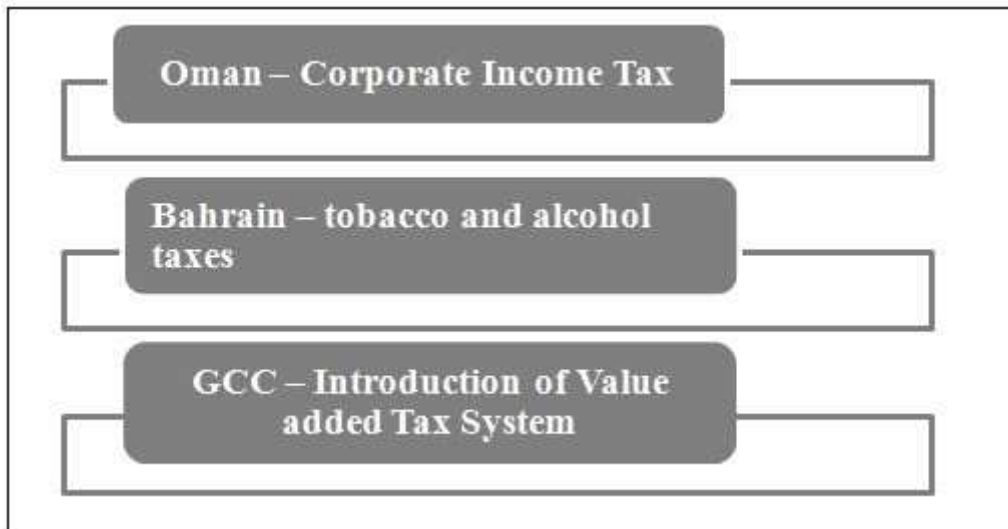 Oman – Corporate Income Tax
Bahrain – tobacco and alcohol
taxes
GCC – Introduction of Value
added Tax System